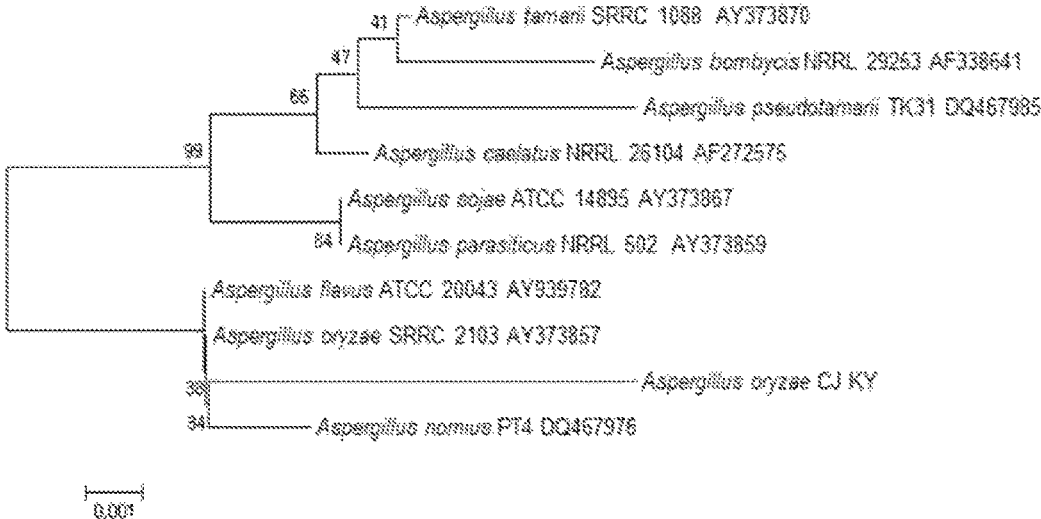 41
Aspergillus tamarii SRRC 1088 AY373870
47
Aspergillus bombycis NRRL 29253 AF338641
66
Aspergillus pseudotamarii TK31 DQ467985
99
Aspergillus caelatus NRRL 26104 AF272575
Aspergillus sojae ATCC 14895 AY373867
64
Aspergillus parasiticus NRRL 502 AY373859
Aspergillus flavus ATCC 20043 AY939782
Aspergillus oryzae SRRC 2103 AY373857
Aspergillus oryzae CJ KY
38
34
Aspergillus nomius PT4 DQ467976
0.001